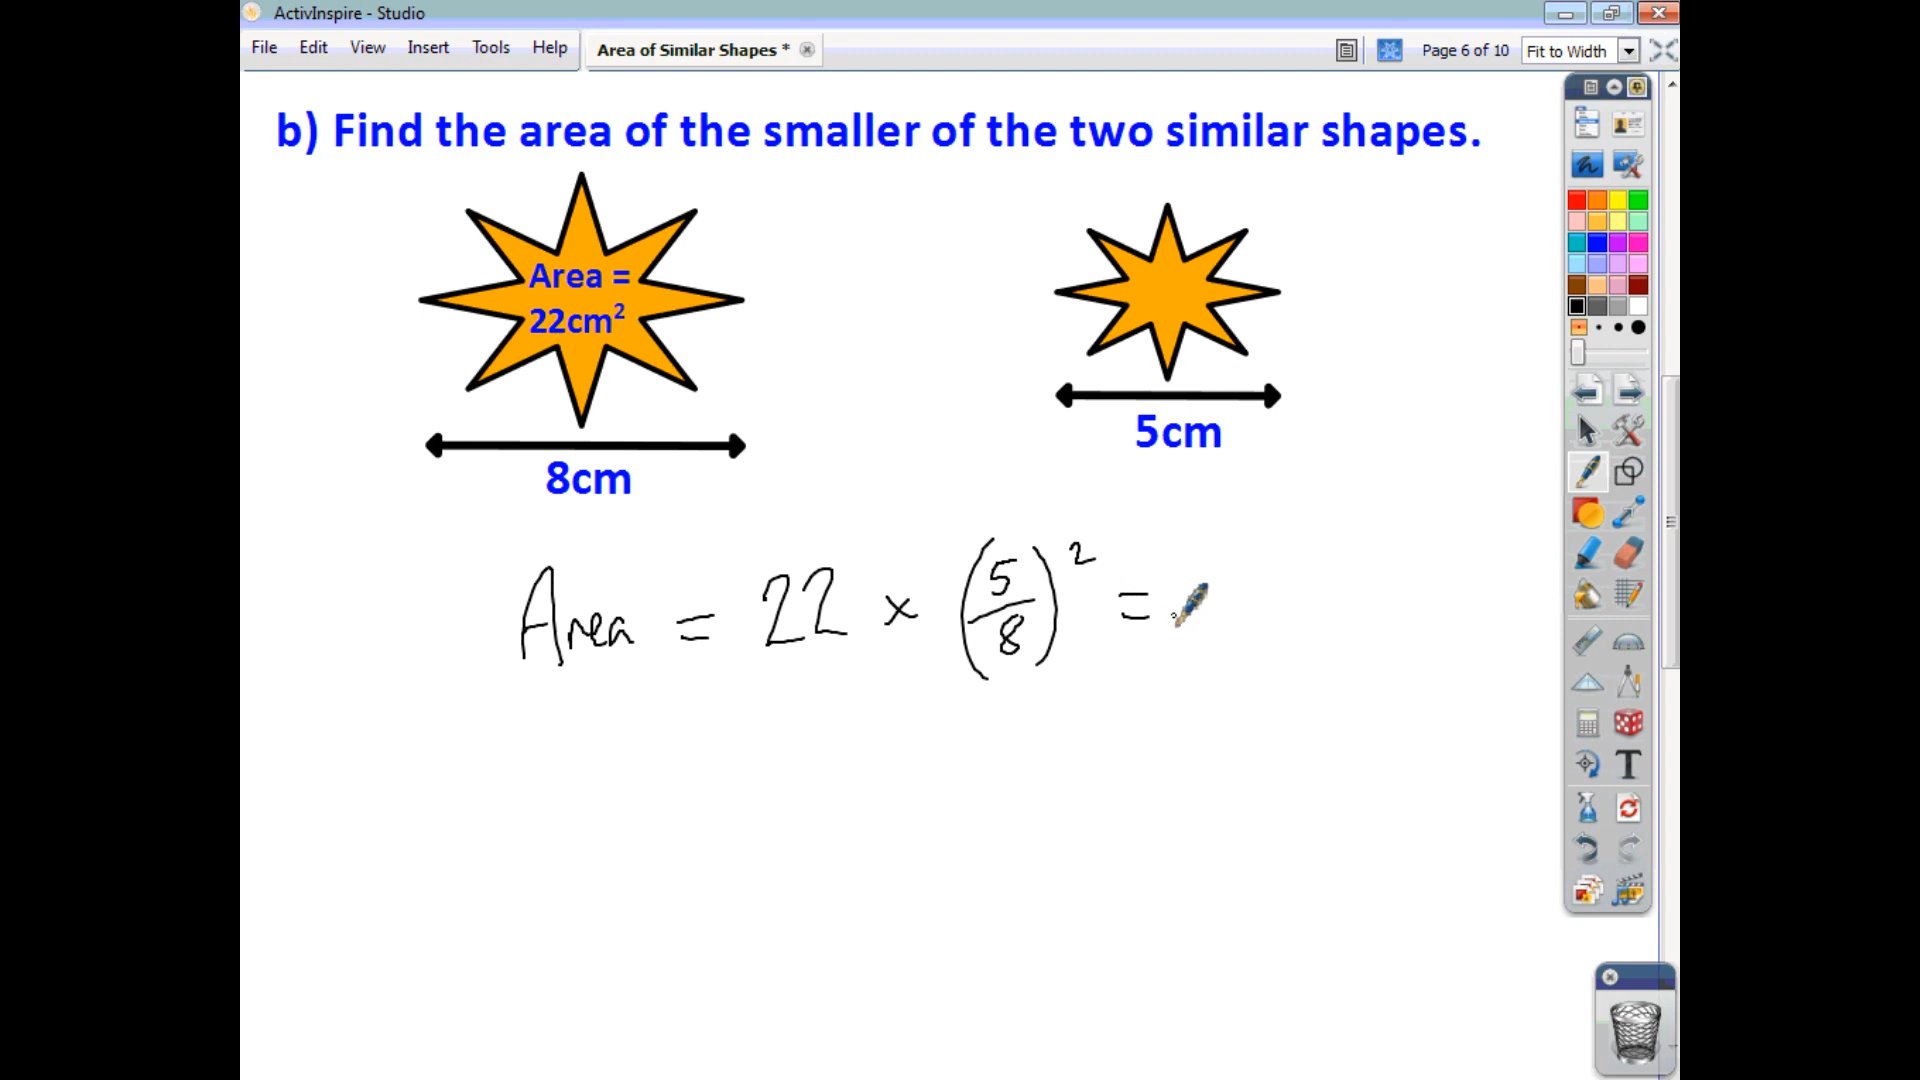 ActivInspire - Studio
File Edit View Insert Tools Help Area of Similar Shapes * Page 6 of 10 Fit to Width
b) Find the area of the smaller of the two similar shapes.
Area =
22cm²
5cm
8cm
Area = 22 × (5/8)² =